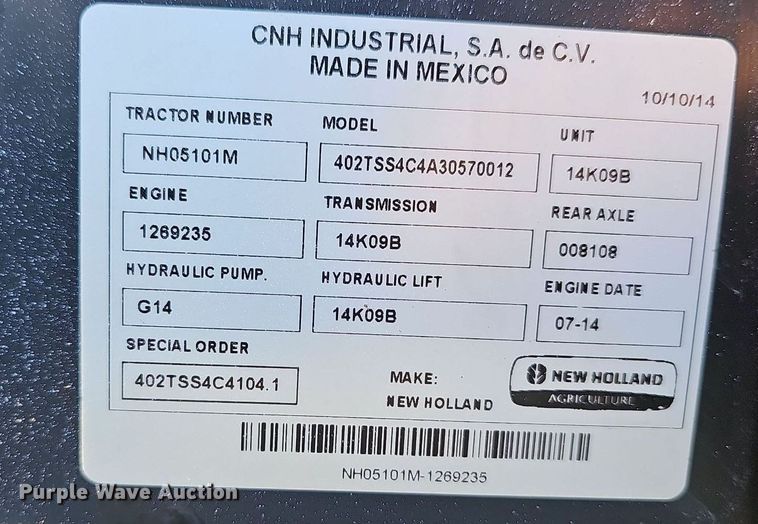 CNH INDUSTRIAL, S.A. de C.V.
MADE IN MEXICO
10/10/14
TRACTOR NUMBER MODEL UNIT
NH05101M 402TSS4C4A30570012 14K09B
ENGINE TRANSMISSION REAR AXLE
1269235 14K09B 008108
HYDRAULIC PUMP. HYDRAULIC LIFT ENGINE DATE
G14 14K09B 07-14
SPECIAL ORDER
402TSS4C4104.1
MAKE:
NEW HOLLAND
NEW HOLLAND
AGRICULTURE
NH05101M-1269235
Purple Wave Auction